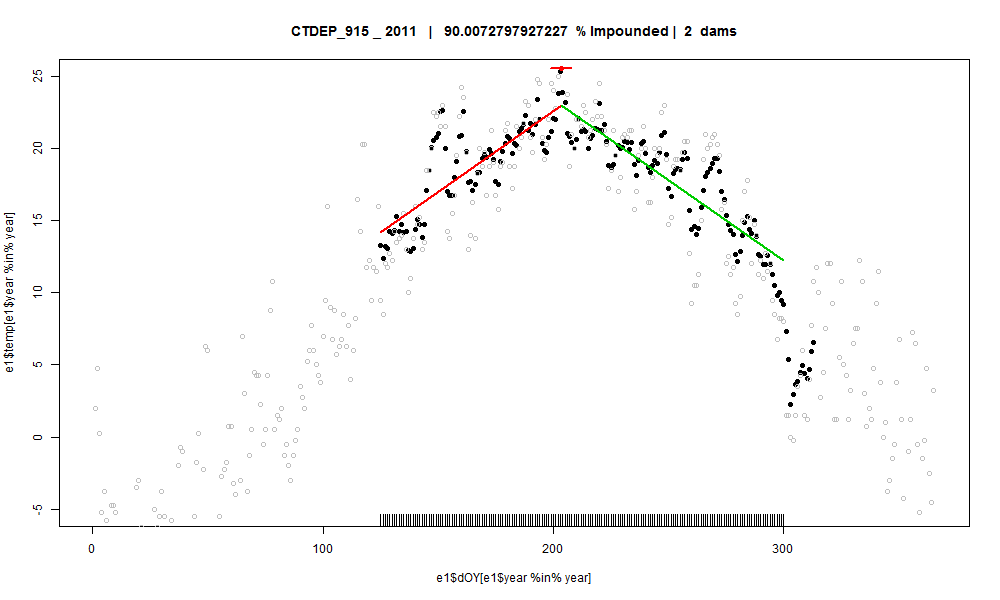 CTDEP_915 _ 2011 | 90.0072797927227 % Impounded | 2 dams
e1$temp[e1$year %in% year]
25
20
15
10
5
0
-5
0 100 200 300
e1$dOY[e1$year %in% year]